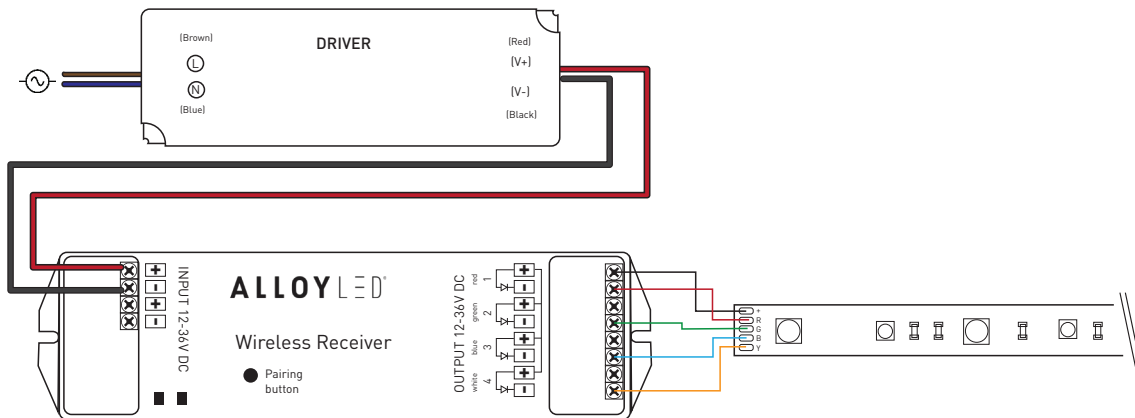 (Brown)
DRIVER
(Red)
L
(V+)
N
(V-)
(Blue)
(Black)
+
-
+
-
INPUT 12-36V DC
ALLOYLED®
Wireless Receiver
Pairing
button
OUTPUT 12-36V DC
1 red
+
-
2 green
+
-
3 blue
+
-
4 white
+
-
+
R
G
B
Y